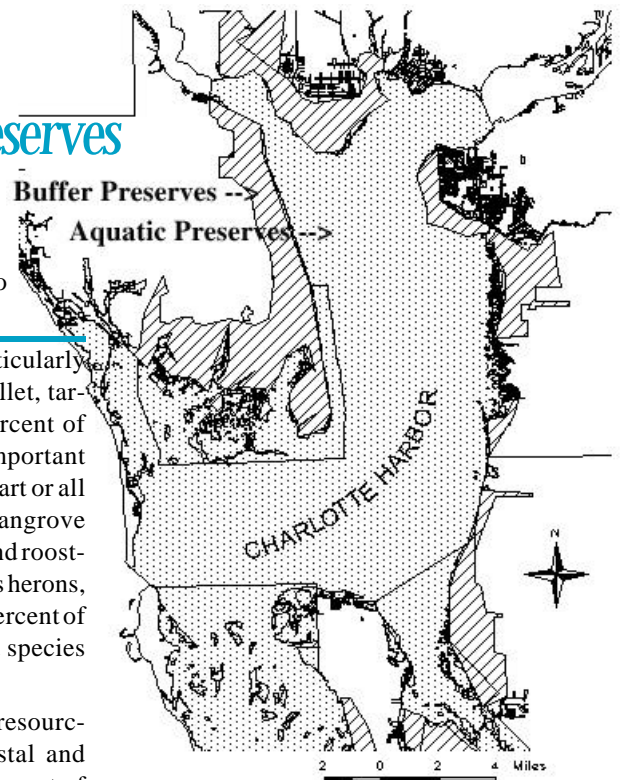 eserves
Buffer Preserves -->
Aquatic Preserves -->
o
ticularly
llet, tar-
rcent of
mportant
art or all
angrove
nd roost-
s herons,
ercent of
species
resourc-
stal and
CHARLOTTE HARBOR
N
2 0 2 4 Miles